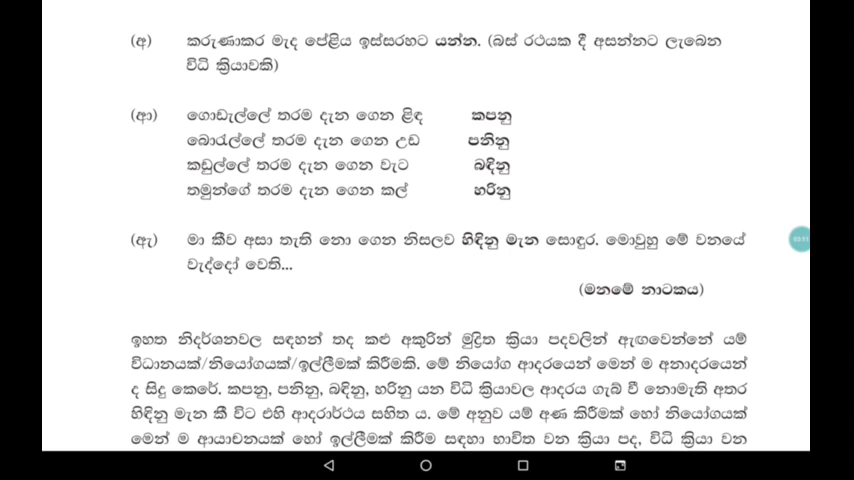 (අ) කරුණාකර මැද පේළිය ඉස්සරහට යන්න. (බස් රථයක දී අසන්නට ලැබෙන
විධි ක්‍රියාවකි)
(ආ) ගොඩැල්ලේ තරම දැන ගෙන ළිඳ කපනු
බොරැල්ලේ තරම දැන ගෙන උඩ පනිනු
කඩුල්ලේ තරම දැන ගෙන වැට බඳිනු
තමුන්ගේ තරම දැන ගෙන කල් හරිනු
(ඇ) මා කීව අසා තැති නො ගෙන නිසලව හිඳිනු මැන සොඳුර. මොවුහු මේ වනයේ
වැද්දෝ වෙති...
(මනමේ නාටකය)
ඉහත නිදර්ශනවල සඳහන් තද කළු අකුරින් මුද්‍රිත ක්‍රියා පදවලින් ඇඟවෙන්නේ යම්
විධානයක්/නියෝගයක්/ඉල්ලීමක් කිරීමකි. මේ නියෝග ආදරයෙන් මෙන් ම අනාදරයෙන්
ද සිදු කෙරේ. කපනු, පනිනු, බඳිනු, හරිනු යන විධි ක්‍රියාවල ආදරය ගැබ් වී නොමැති අතර
හිඳිනු මැන කී විට එහි ආදරාර්ථය සහිත ය. මේ අනුව යම් අණ කිරීමක් හෝ නියෝගයක්
මෙන් ම ආයාචනයක් හෝ ඉල්ලීමක් කිරීම සඳහා භාවිත වන ක්‍රියා පද, විධි ක්‍රියා වන